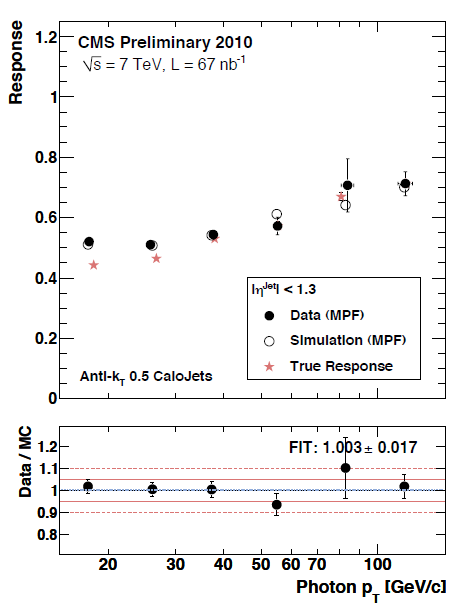 Response
1.2
1
0.8
0.6
0.4
0.2
0
CMS Preliminary 2010
√s = 7 TeV, L = 67 nb⁻¹
|η^Jet| < 1.3
Data (MPF)
Simulation (MPF)
True Response
Anti-k_T 0.5 CaloJets
Data / MC
1.2
1.1
1
0.9
0.8
FIT: 1.003 ± 0.017
20 30 40 50 60 70 100
Photon p_T [GeV/c]